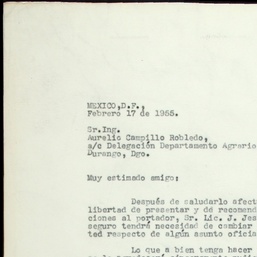 MEXICO,D.F.,
Febrero 17 de 1955.
Sr.Ing.
Aurelio Campillo Robledo,
a/c Delegación Departamento Agrario
Durango, Dgo.
Muy estimado amigo:
Después de saludarlo afect
libertad de presentar y de recomend
ciones al portador, Sr. Lic. J. Jes
seguro tendrá necesidad de cambiar
ted respecto de algún asunto oficia
Lo que a bien tenga hacer